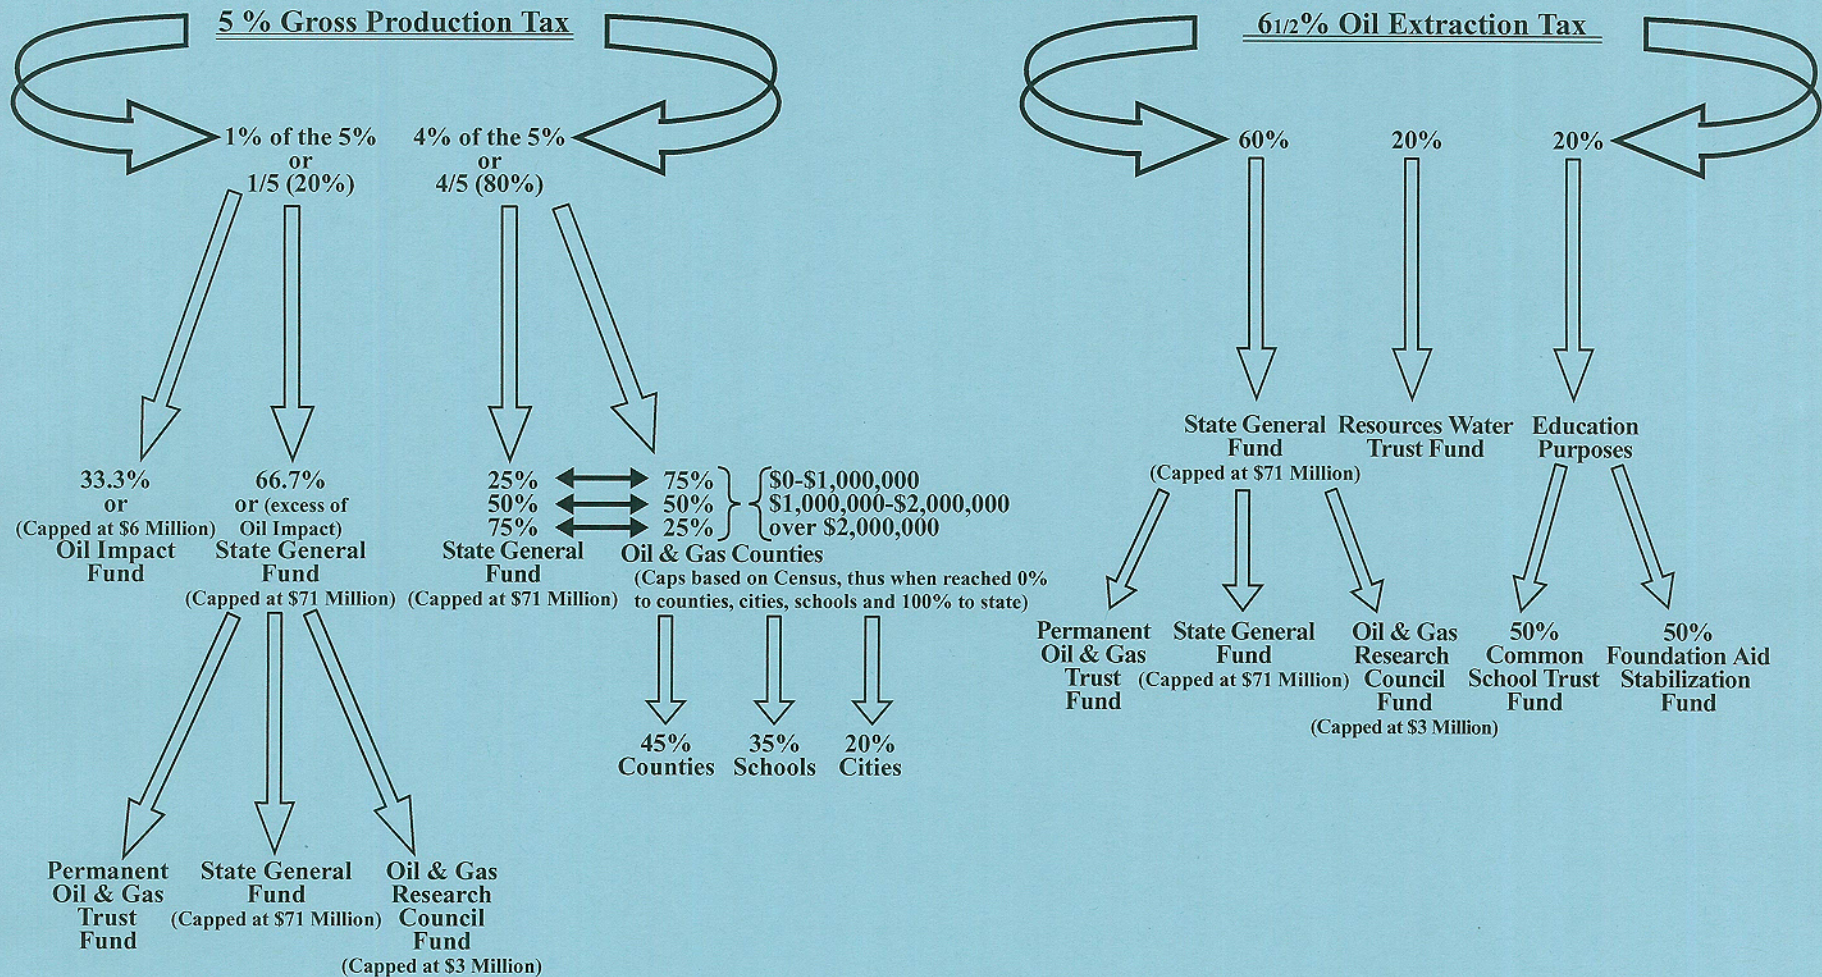 5 % Gross Production Tax
1% of the 5%
or
1/5 (20%)
4% of the 5%
or
4/5 (80%)
33.3%
or
(Capped at $6 Million)
Oil Impact
Fund
66.7%
or (excess of
Oil Impact)
State General
Fund
(Capped at $71 Million)
25%
50%
75%
State General
Fund
(Capped at $71 Million)
75%
50%
25%
$0-$1,000,000
$1,000,000-$2,000,000
over $2,000,000
Oil & Gas Counties
(Caps based on Census, thus when reached 0%
to counties, cities, schools and 100% to state)
45%
Counties
35%
Schools
20%
Cities
Permanent
Oil & Gas
Trust
Fund
State General
Fund
(Capped at $71 Million)
Oil & Gas
Research
Council
Fund
(Capped at $3 Million)
61/2% Oil Extraction Tax
60%
20%
20%
State General
Fund
(Capped at $71 Million)
Resources Water
Trust Fund
Education
Purposes
Permanent
Oil & Gas
Trust
Fund
State General
Fund
(Capped at $71 Million)
Oil & Gas
Research
Council
Fund
(Capped at $3 Million)
50%
Common
School Trust
Fund
50%
Foundation Aid
Stabilization
Fund